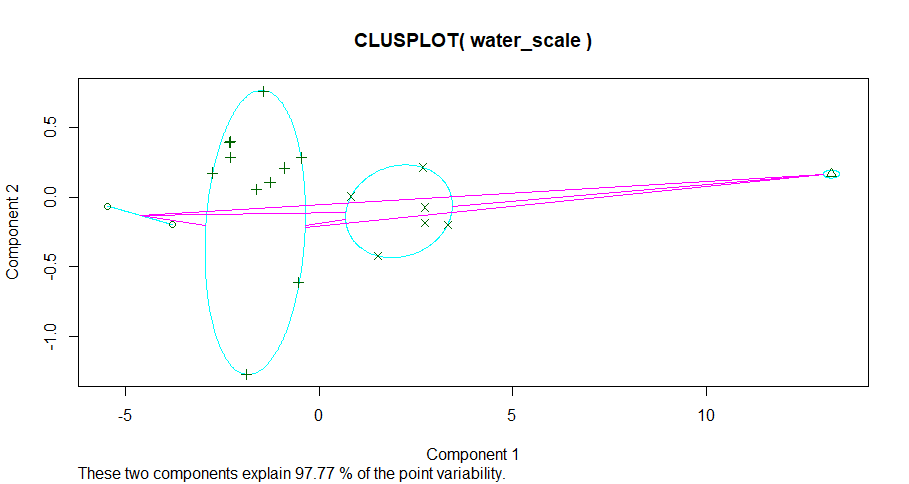 CLUSPLOT( water_scale )
0.5
0.0
-0.5
-1.0
Component 2
-5
0
5
10
Component 1
These two components explain 97.77 % of the point variability.